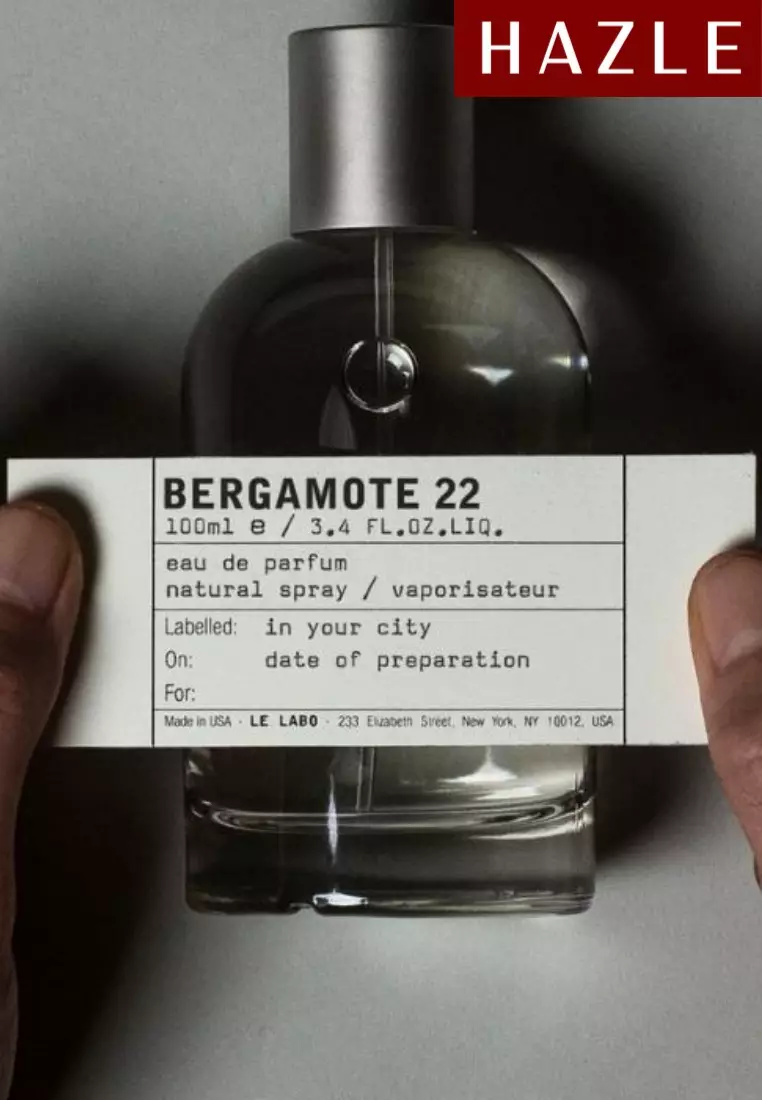 HAZLE
BERGAMOTE 22
100ml e / 3.4 FL.OZ.LIQ.
eau de parfum
natural spray / vaporisateur
Labelled: in your city
On: date of preparation
For:
Made in USA · LE LABO · 233 Elizabeth Street, New York, NY 10012, USA